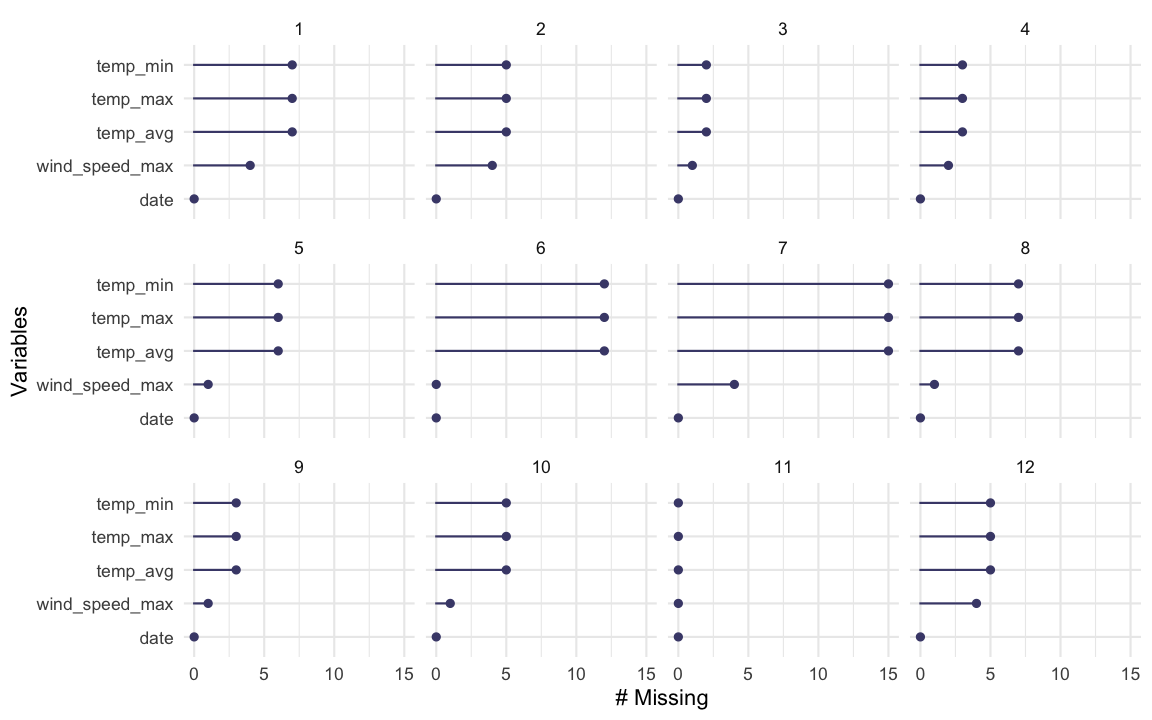 1 2 3 4
temp_min
temp_max
temp_avg
wind_speed_max
date
5 6 7 8
temp_min
temp_max
temp_avg
wind_speed_max
date
9 10 11 12
temp_min
temp_max
temp_avg
wind_speed_max
date
0 5 10 15 0 5 10 15 0 5 10 15 0 5 10 15
# Missing
Variables